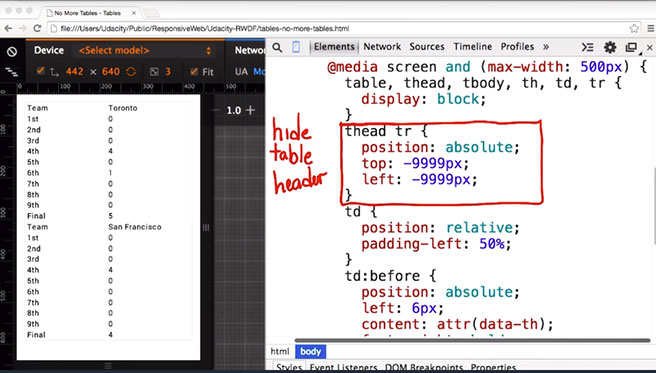 No More Tables - Tables
file:///Users/Udacity/Public/ResponsiveWeb/Udacity-RWDF/tables-no-more-tables.html
Device <Select model> Network
442 × 640 3 Fit UA Mo
Elements Network Sources Timeline Profiles »
1.0
Team Toronto
1st 0
2nd 0
3rd 0
4th 4
5th 0
6th 1
7th 0
8th 0
9th 0
Final 5
Team San Francisco
1st 0
2nd 0
3rd 0
4th 4
5th 0
6th 0
7th 0
8th 0
9th 0
Final 4
hide
table
header
@media screen and (max-width: 500px) {
table, thead, tbody, th, td, tr {
display: block;
}
thead tr {
position: absolute;
top: -9999px;
left: -9999px;
}
td {
position: relative;
padding-left: 50%;
}
td:before {
position: absolute;
left: 6px;
content: attr(data-th);
html body
Styles Event Listeners DOM Breakpoints Properties